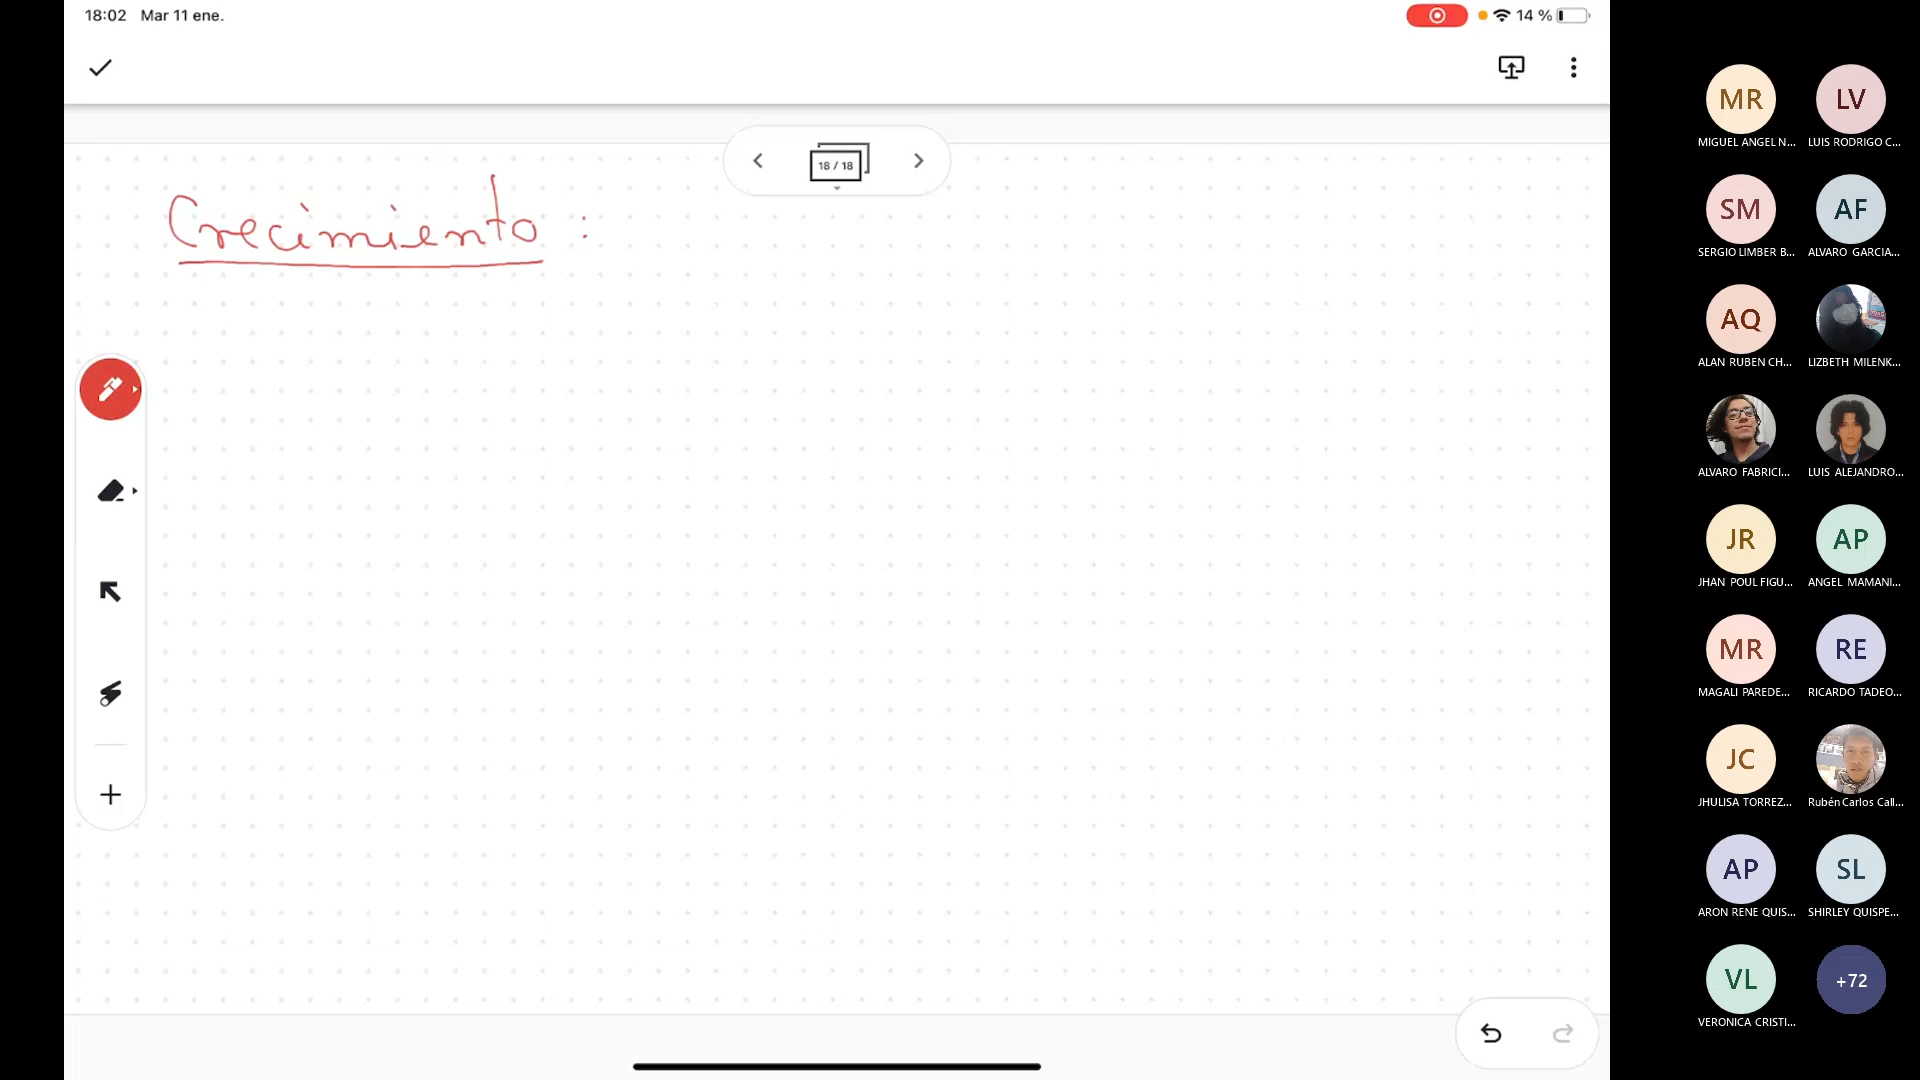 18:02 Mar 11 ene.
14 %
18 / 18
Crecimiento :
MR LV
MIGUEL ANGEL N... LUIS RODRIGO C...
SM AF
SERGIO LIMBER B... ALVARO GARCIA...
AQ
ALAN RUBEN CH... LIZBETH MILENK...
ALVARO FABRICI... LUIS ALEJANDRO...
JR AP
JHAN POUL FIGU... ANGEL MAMANI...
MR RE
MAGALI PAREDE... RICARDO TADEO...
JC
JHULISA TORREZ... Rubén Carlos Call...
AP SL
ARON RENE QUIS... SHIRLEY QUISPE...
VL +72
VERONICA CRISTI...